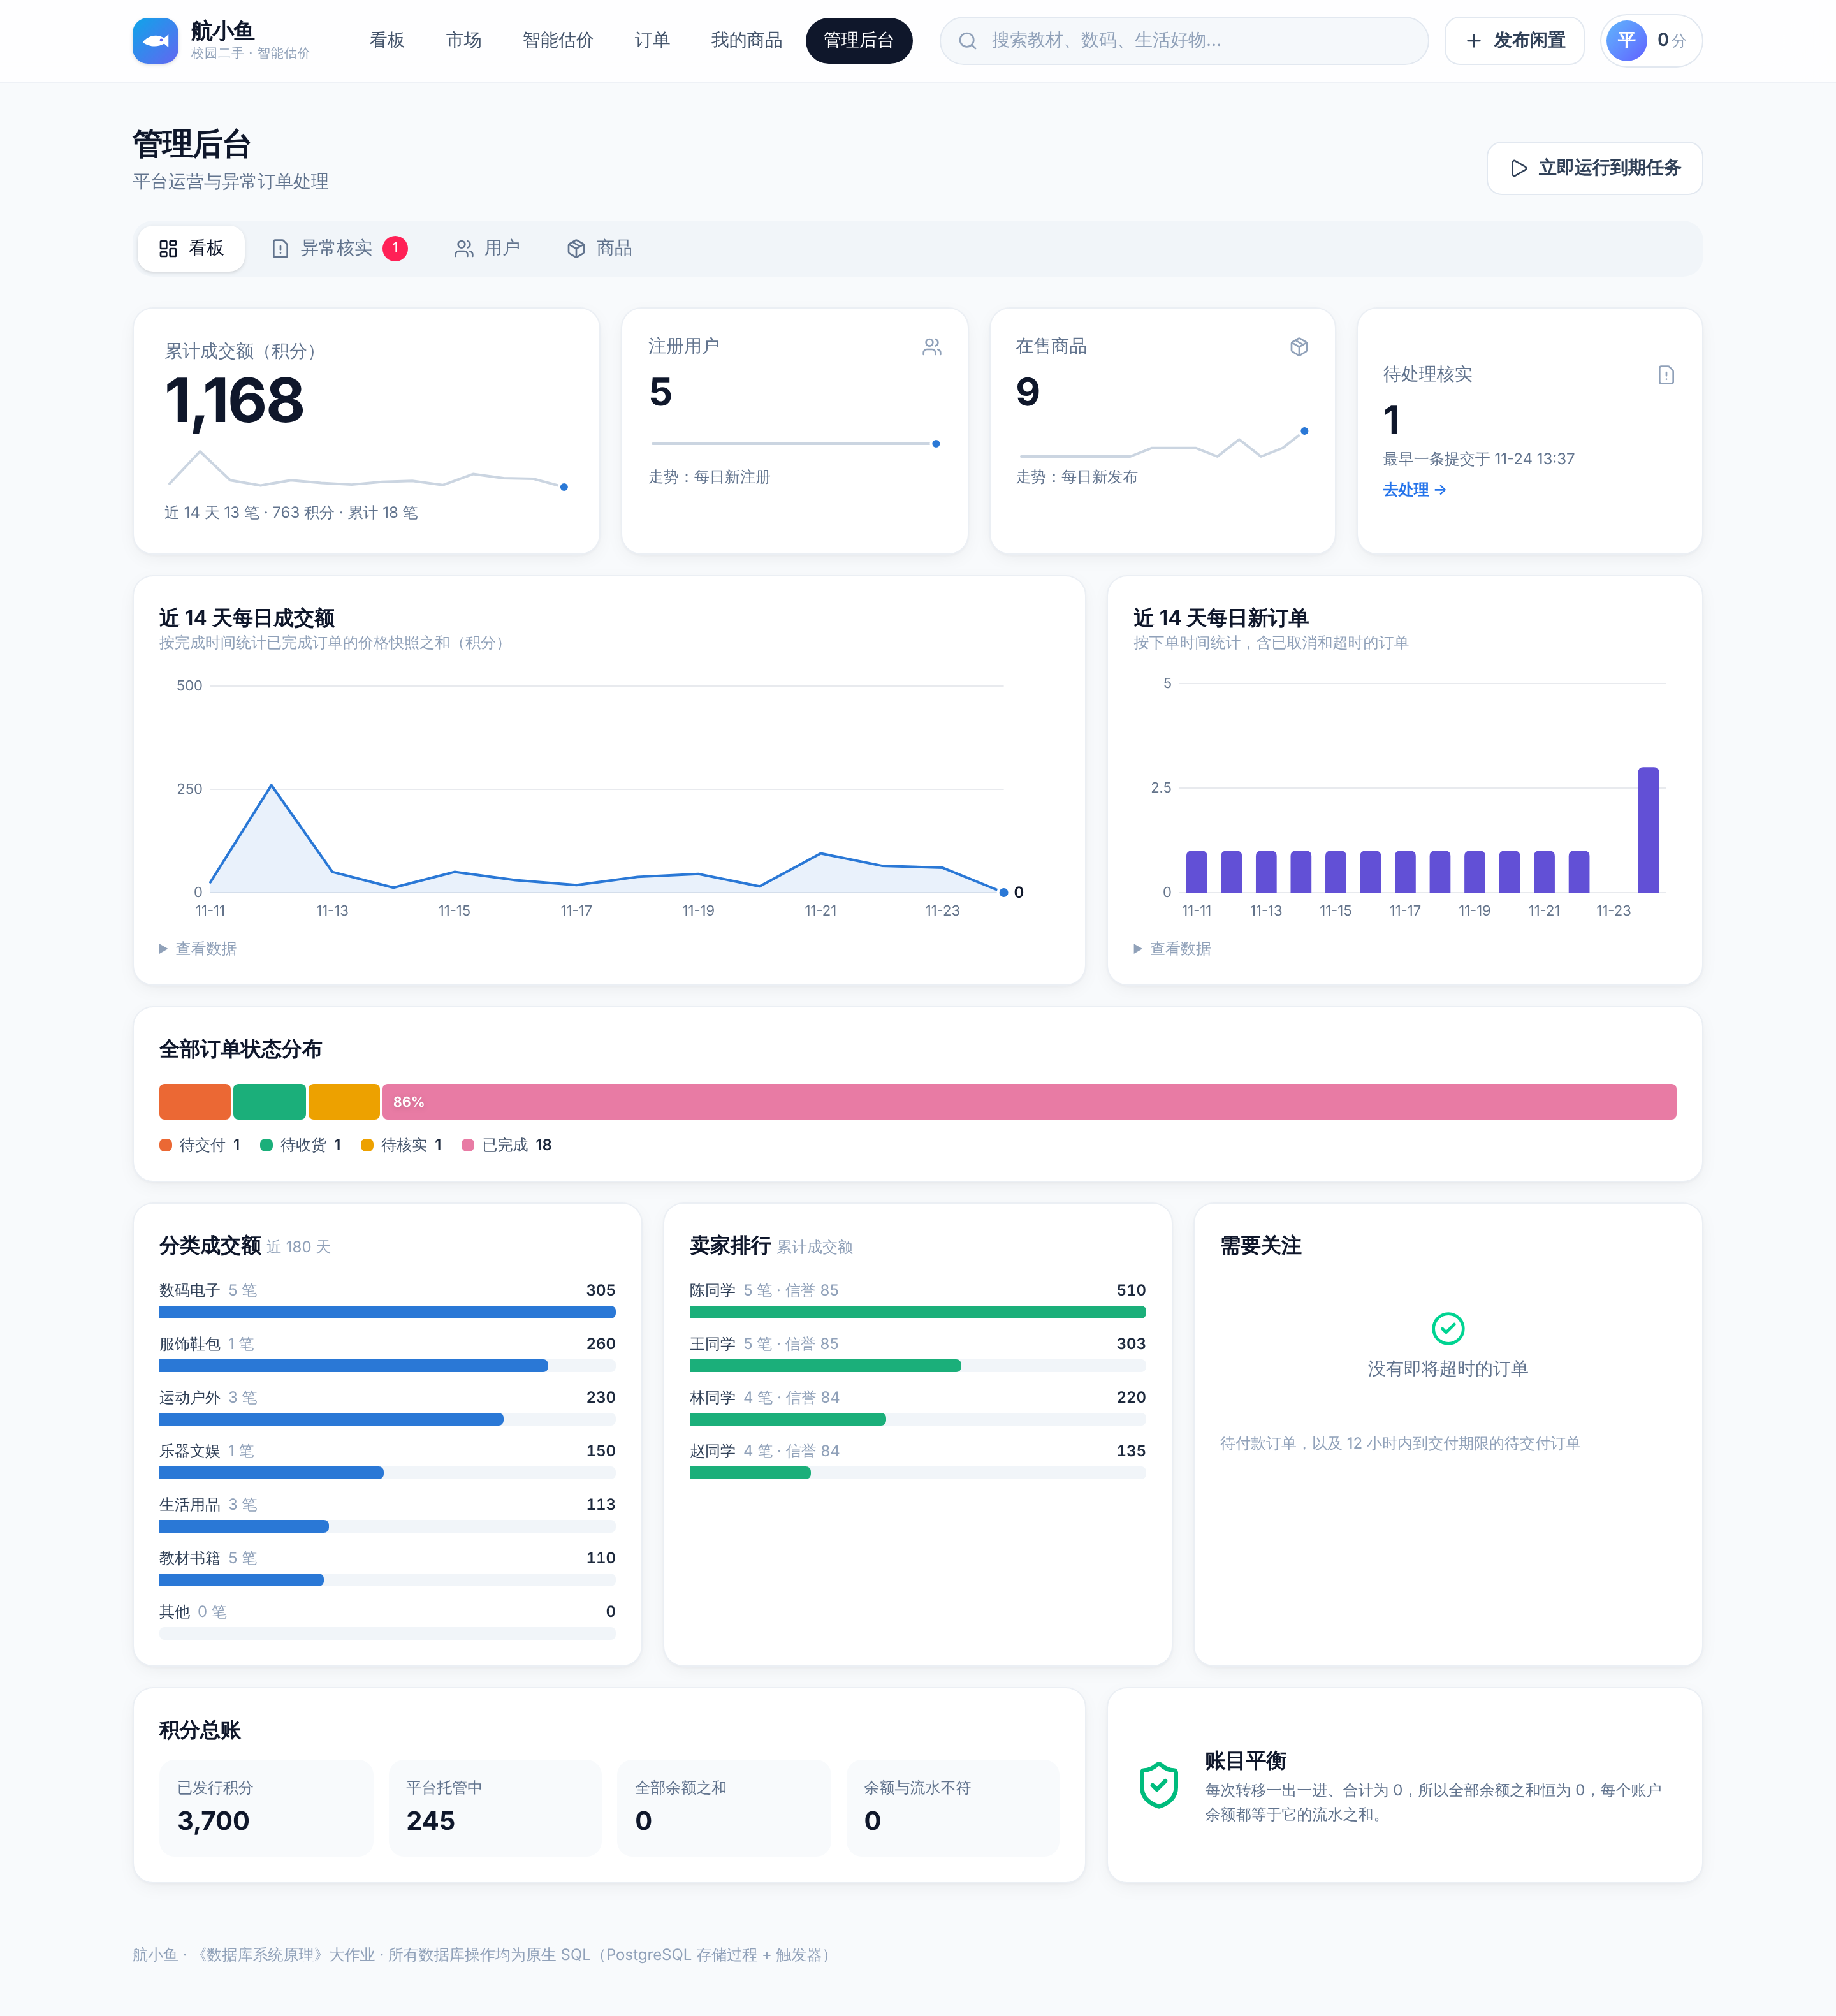 航小鱼
校园二手 · 智能估价
看板
市场
智能估价
订单
我的商品
管理后台
搜索教材、数码、生活好物...
发布闲置
平
0 分
管理后台
平台运营与异常订单处理
立即运行到期任务
看板
异常核实 1
用户
商品
累计成交额（积分）
1,168
近 14 天 13 笔 · 763 积分 · 累计 18 笔
注册用户
5
走势：每日新注册
在售商品
9
走势：每日新发布
待处理核实
1
最早一条提交于 11-24 13:37
去处理 →
近 14 天每日成交额
按完成时间统计已完成订单的价格快照之和（积分）
500
250
0
0
11-11
11-13
11-15
11-17
11-19
11-21
11-23
查看数据
近 14 天每日新订单
按下单时间统计，含已取消和超时的订单
5
2.5
0
11-11
11-13
11-15
11-17
11-19
11-21
11-23
查看数据
全部订单状态分布
86%
待交付 1
待收货 1
待核实 1
已完成 18
分类成交额 近 180 天
数码电子 5 笔 305
服饰鞋包 1 笔 260
运动户外 3 笔 230
乐器文娱 1 笔 150
生活用品 3 笔 113
教材书籍 5 笔 110
其他 0 笔 0
卖家排行 累计成交额
陈同学 5 笔 · 信誉 85 510
王同学 5 笔 · 信誉 85 303
林同学 4 笔 · 信誉 84 220
赵同学 4 笔 · 信誉 84 135
需要关注
没有即将超时的订单
待付款订单，以及 12 小时内到交付期限的待交付订单
积分总账
已发行积分
3,700
平台托管中
245
全部余额之和
0
余额与流水不符
0
账目平衡
每次转移一出一进、合计为 0，所以全部余额之和恒为 0，每个账户
余额都等于它的流水之和。
航小鱼 · 《数据库系统原理》大作业 · 所有数据库操作均为原生 SQL（PostgreSQL 存储过程 + 触发器）